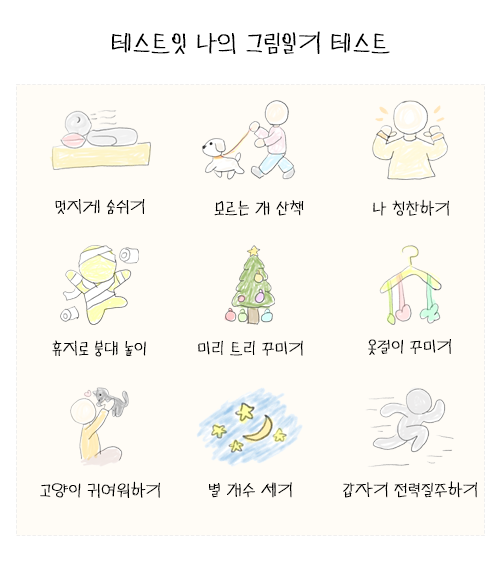 테스트잇 나의 그림일기 테스트
멋지게 숨쉬기
모르는 개 산책
나 칭찬하기
휴지로 붕대 놀이
미리 트리 꾸미기
옷걸이 꾸미기
고양이 귀여워하기
별 개수 세기
갑자기 전력질주하기